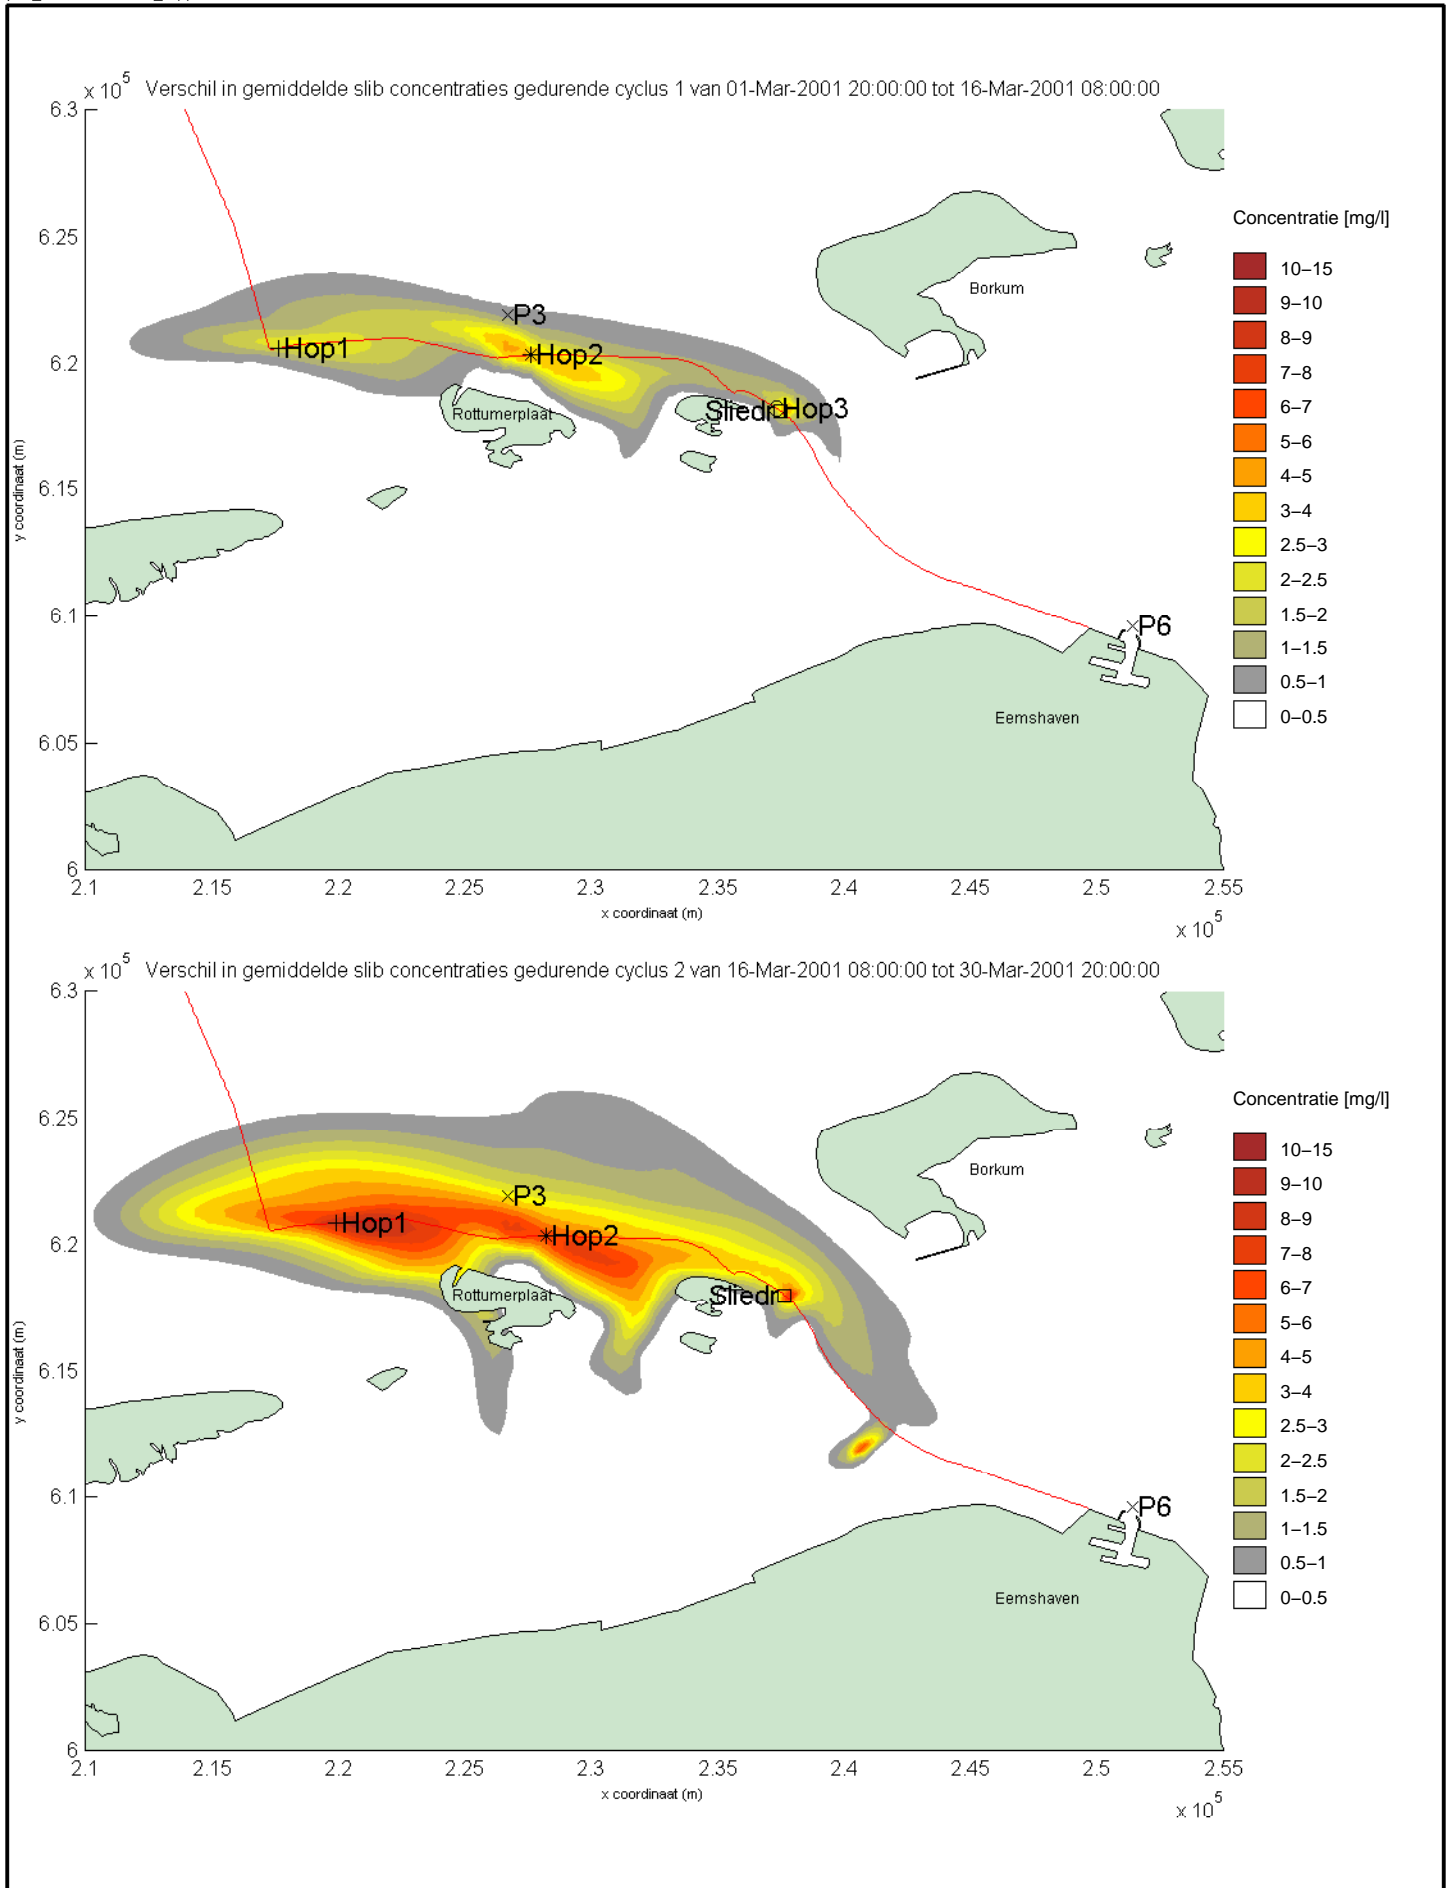 x 10^5 Verschil in gemiddelde slib concentraties gedurende cyclus 1 van 01-Mar-2001 20:00:00 tot 16-Mar-2001 08:00:00
6.3
6.25
6.2
6.15
6.1
6.05
6
y coordinaat (m)
P3
Hop1
Hop2
Sliedr
Hop3
Rottumerplaat
Borkum
P6
Eemshaven
2.1 2.15 2.2 2.25 2.3 2.35 2.4 2.45 2.5 2.55
x coordinaat (m)
x 10^5
Concentratie [mg/l]
10–15
9–10
8–9
7–8
6–7
5–6
4–5
3–4
2.5–3
2–2.5
1.5–2
1–1.5
0.5–1
0–0.5
x 10^5 Verschil in gemiddelde slib concentraties gedurende cyclus 2 van 16-Mar-2001 08:00:00 tot 30-Mar-2001 20:00:00
6.3
6.25
6.2
6.15
6.1
6.05
6
y coordinaat (m)
P3
Hop1
Hop2
Sliedr
Rottumerplaat
Borkum
P6
Eemshaven
2.1 2.15 2.2 2.25 2.3 2.35 2.4 2.45 2.5 2.55
x coordinaat (m)
x 10^5
Concentratie [mg/l]
10–15
9–10
8–9
7–8
6–7
5–6
4–5
3–4
2.5–3
2–2.5
1.5–2
1–1.5
0.5–1
0–0.5